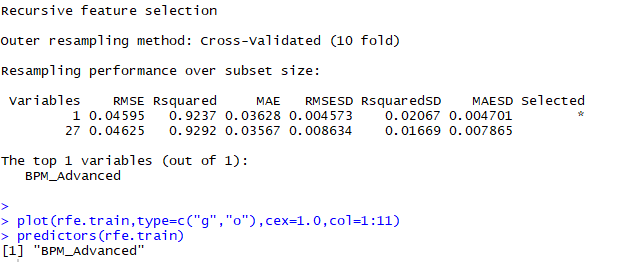 Recursive feature selection
Outer resampling method: Cross-Validated (10 fold)
Resampling performance over subset size:
Variables RMSE Rsquared MAE RMSESD RsquaredSD MAESD Selected
1 0.04595 0.9237 0.03628 0.004573 0.02067 0.004701 *
27 0.04625 0.9292 0.03567 0.008634 0.01669 0.007865
The top 1 variables (out of 1):
BPM_Advanced
>
> plot(rfe.train,type=c("g","o"),cex=1.0,col=1:11)
> predictors(rfe.train)
[1] "BPM_Advanced"